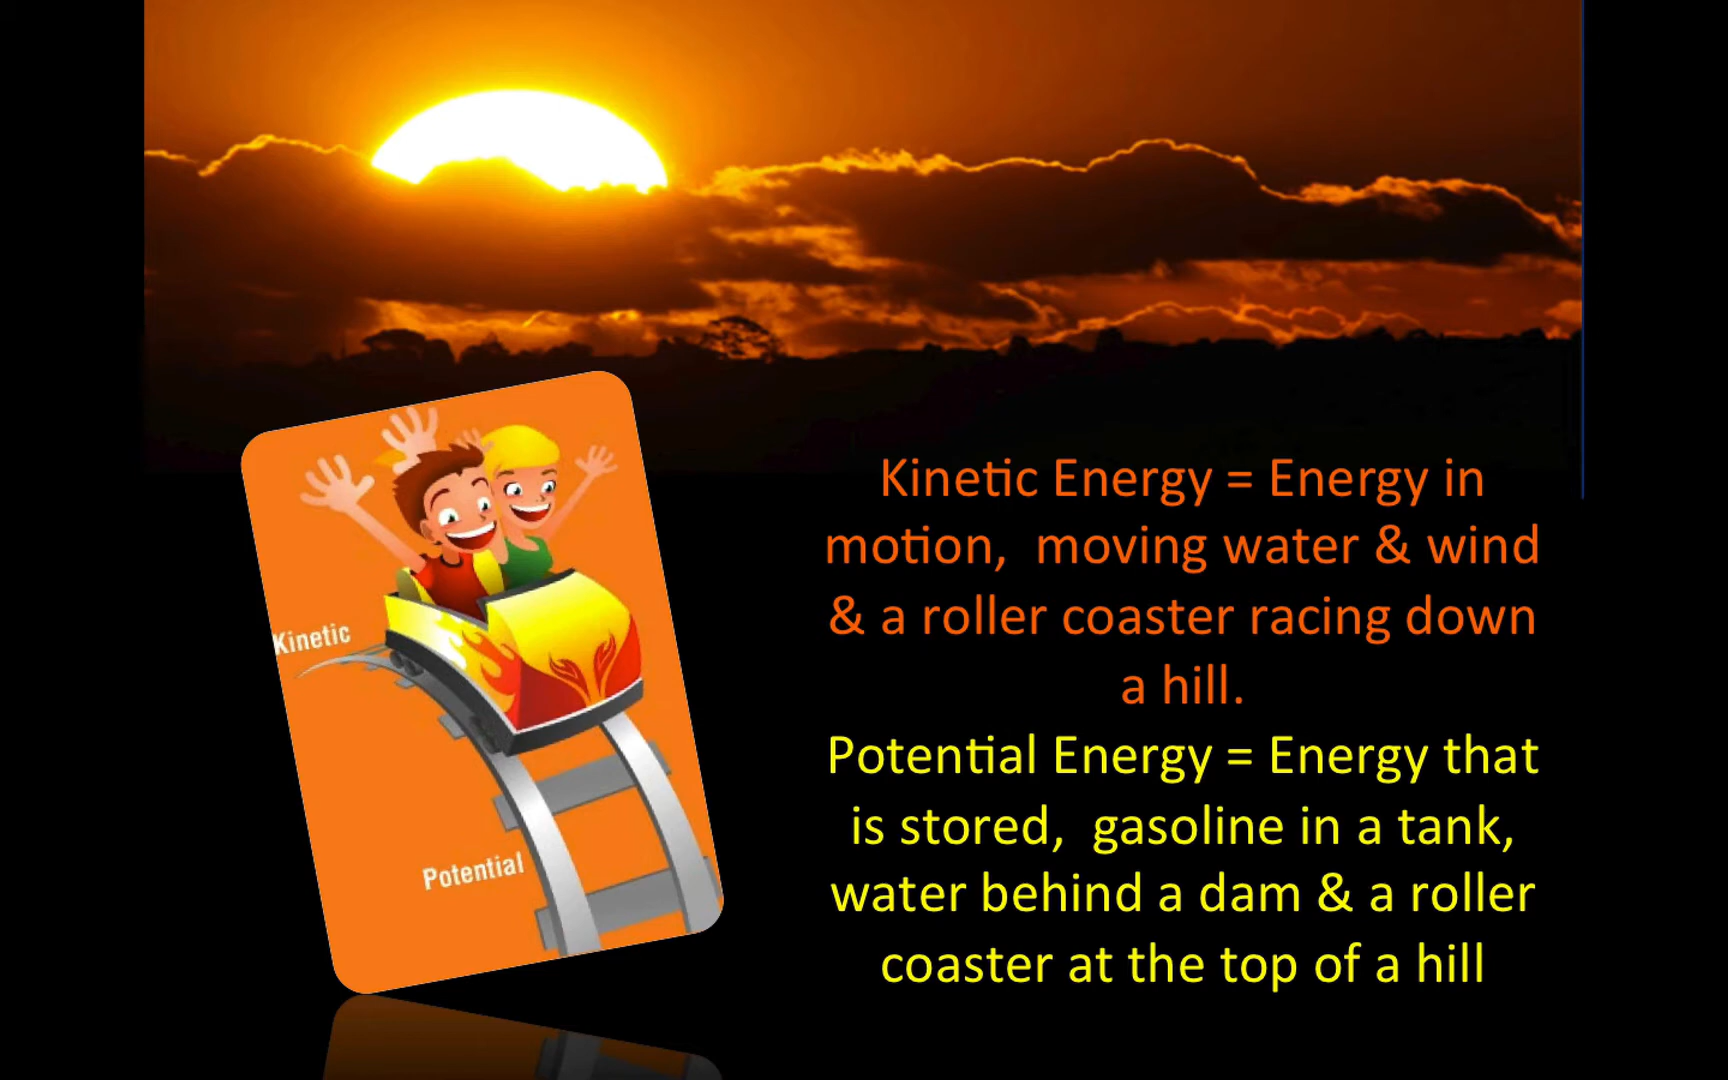 Kinetic
Potential
Kinetic Energy = Energy in
motion,  moving water & wind
& a roller coaster racing down
a hill.
Potential Energy = Energy that
is stored,  gasoline in a tank,
water behind a dam & a roller
coaster at the top of a hill